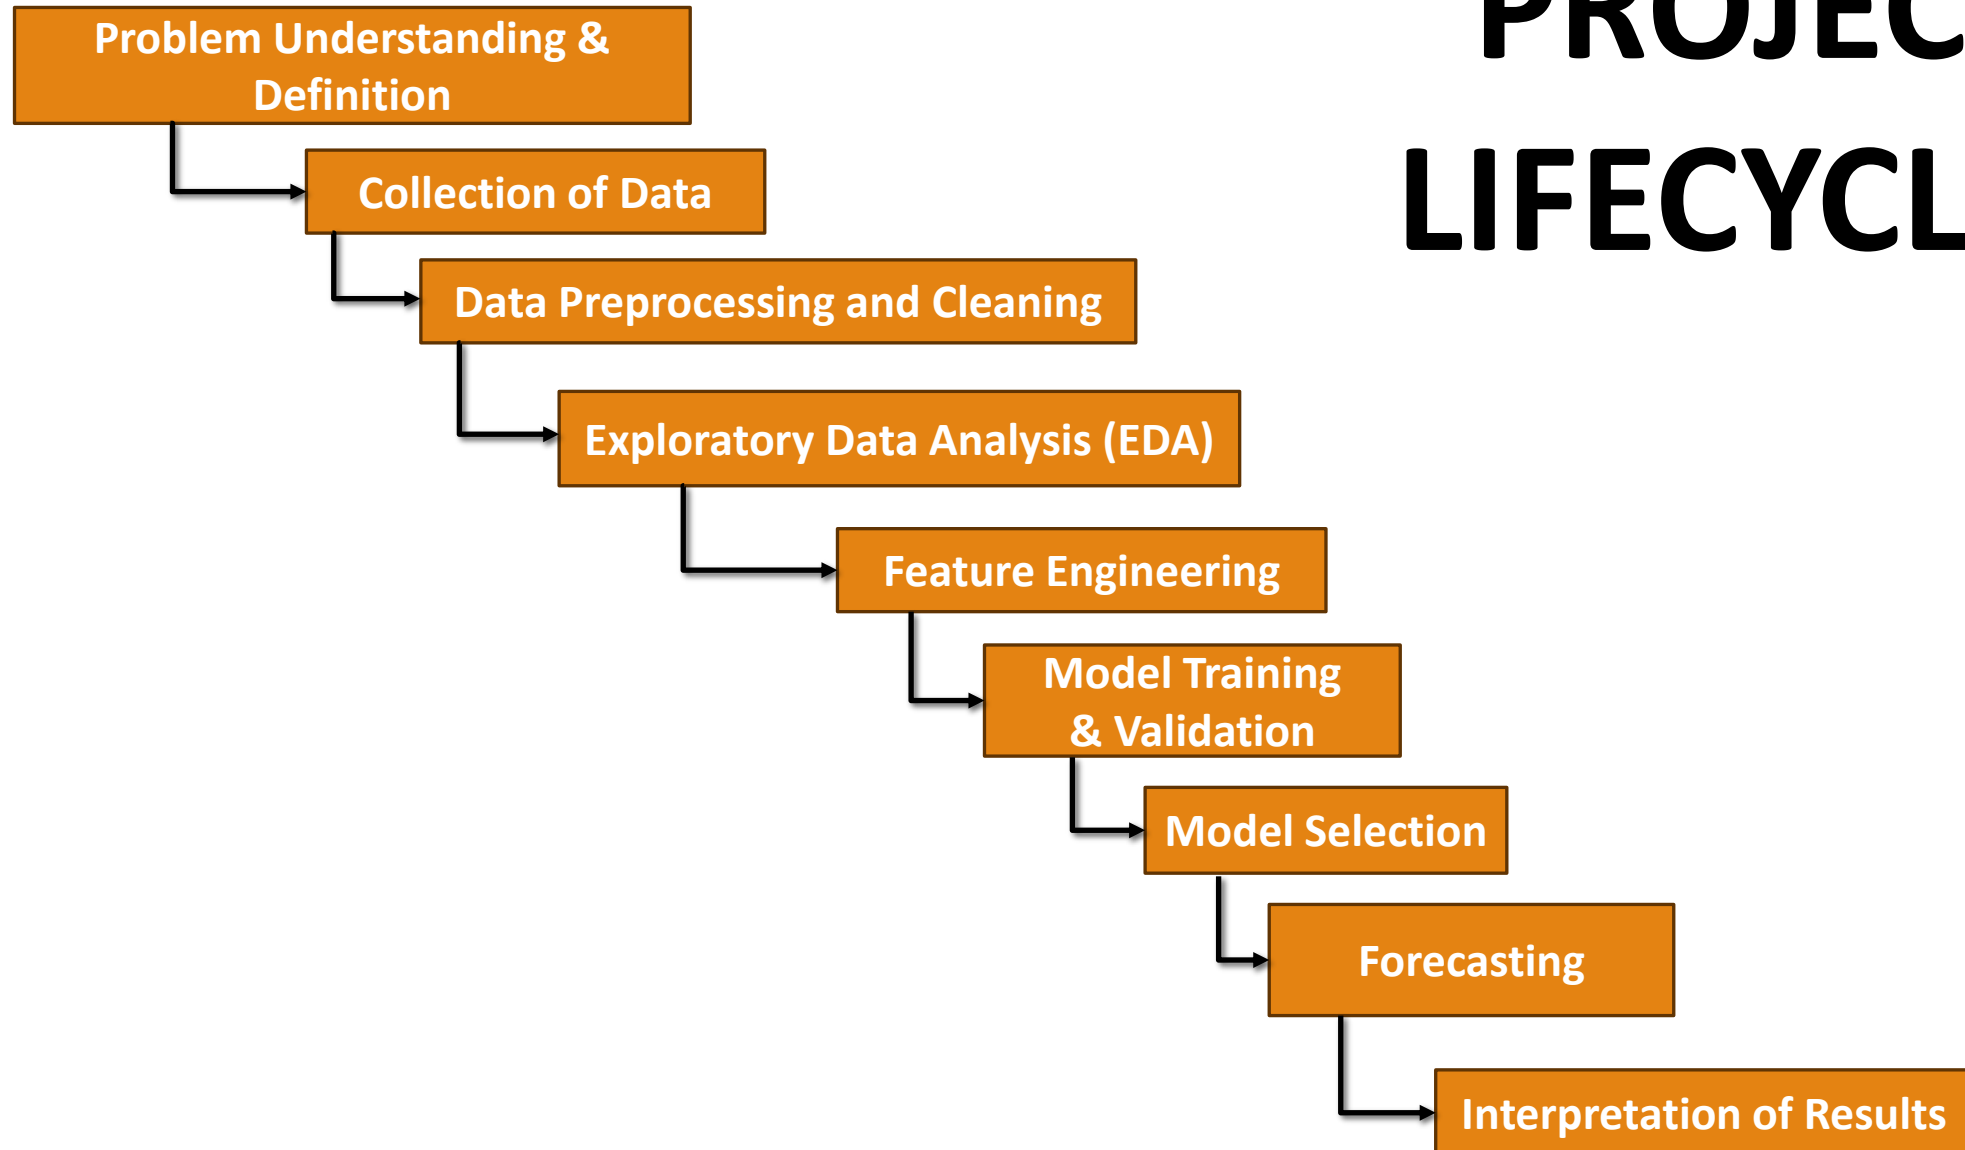 PROJEC
LIFECYCL
Problem Understanding &
Definition
Collection of Data
Data Preprocessing and Cleaning
Exploratory Data Analysis (EDA)
Feature Engineering
Model Training
& Validation
Model Selection
Forecasting
Interpretation of Results